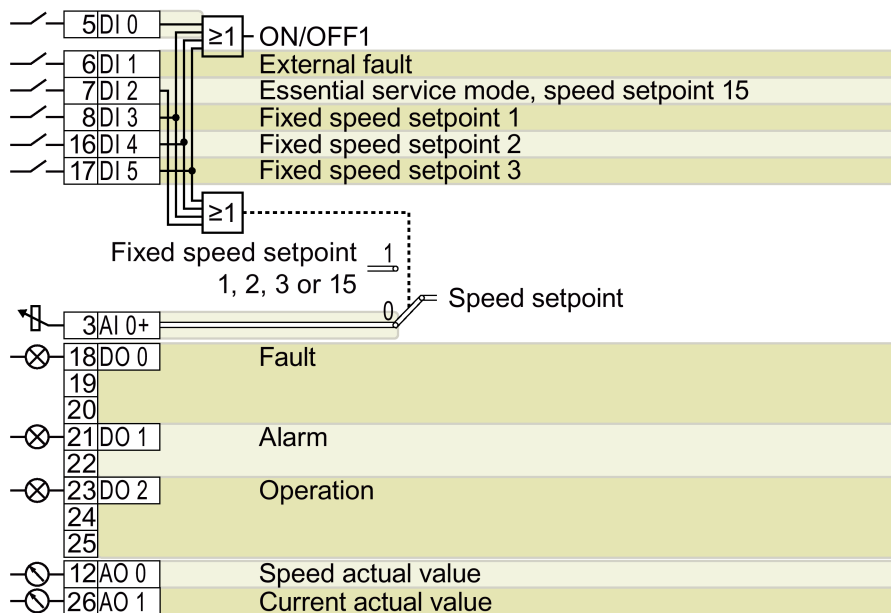 5 DI 0 ≥1 ON/OFF1
6 DI 1 External fault
7 DI 2 Essential service mode, speed setpoint 15
8 DI 3 Fixed speed setpoint 1
16 DI 4 Fixed speed setpoint 2
17 DI 5 Fixed speed setpoint 3
≥1
Fixed speed setpoint 1
1, 2, 3 or 15
0 Speed setpoint
3 AI 0+
18 DO 0 Fault
19
20
21 DO 1 Alarm
22
23 DO 2 Operation
24
25
12 AO 0 Speed actual value
26 AO 1 Current actual value